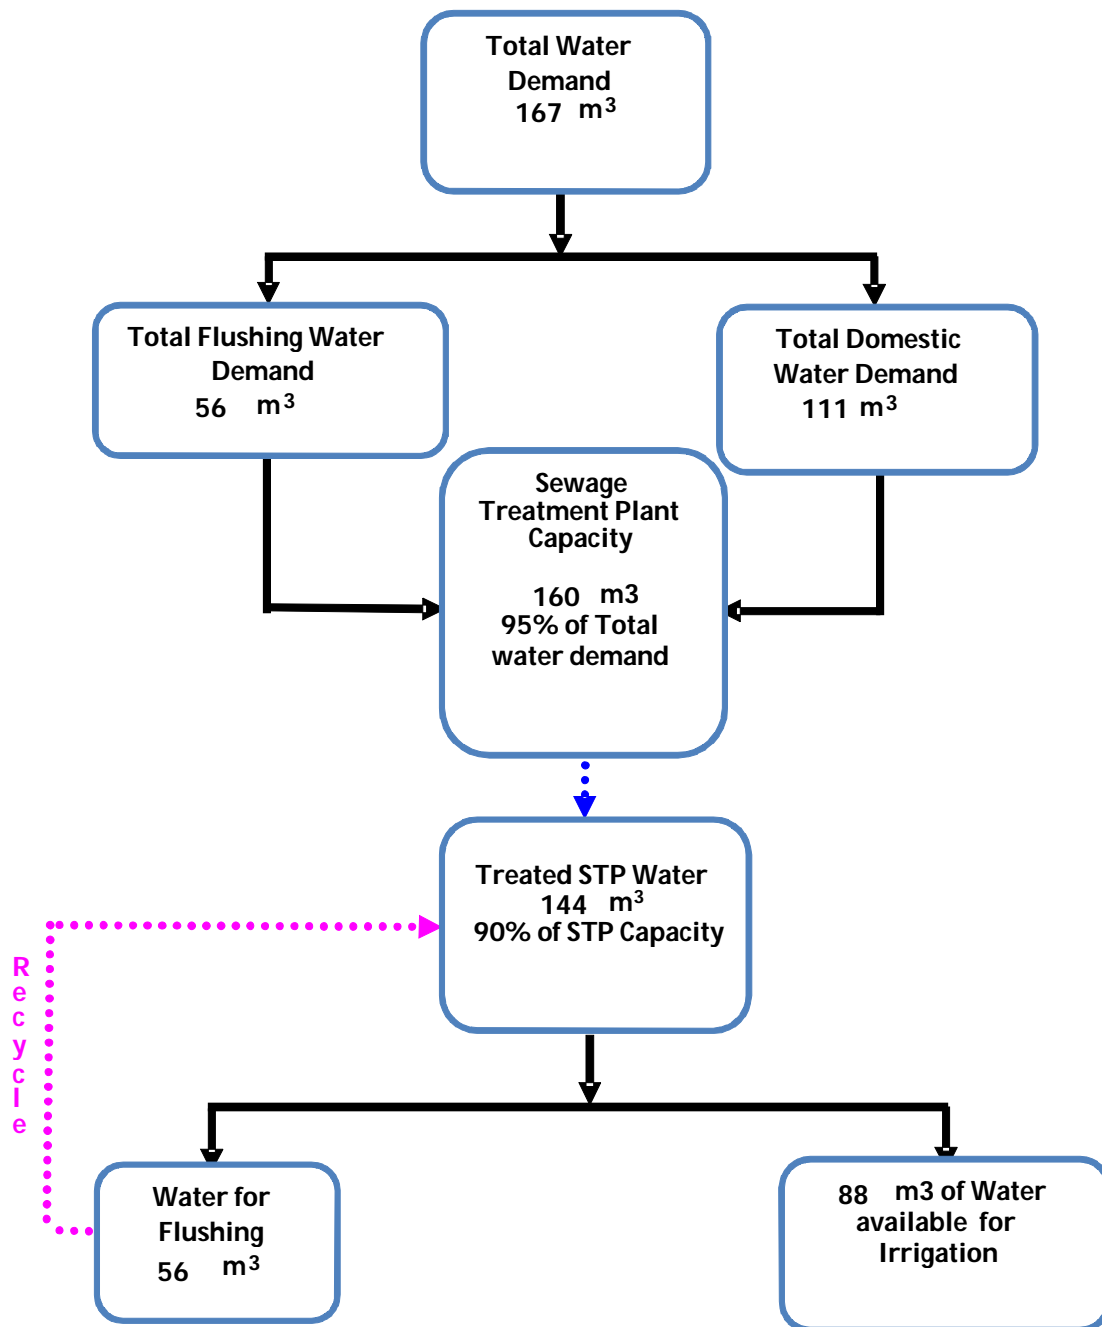 Total Water
Demand
167 m³
Total Flushing Water
Demand
56 m³
Total Domestic
Water Demand
111 m³
Sewage
Treatment Plant
Capacity
160 m3
95% of Total
water demand
Treated STP Water
144 m³
90% of STP Capacity
Recycle
Water for
Flushing
56 m³
88 m3 of Water
available for
Irrigation